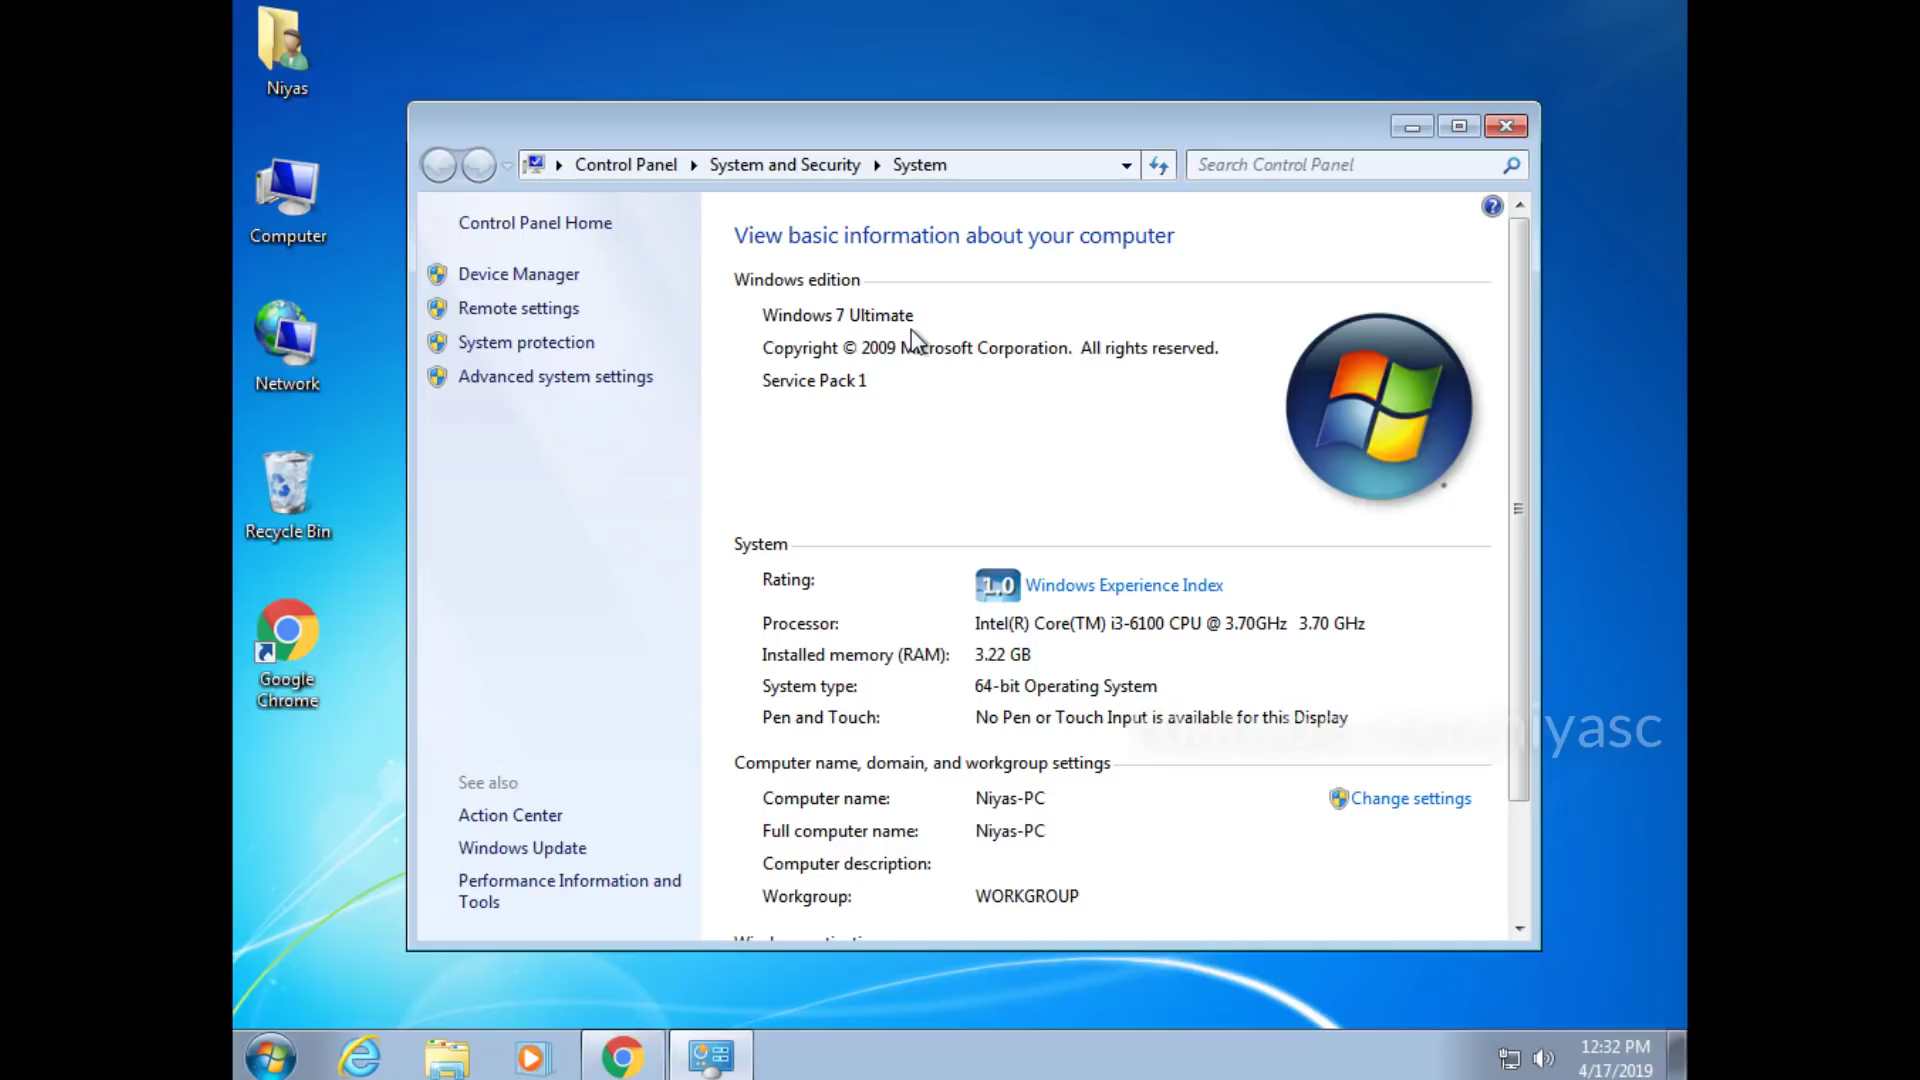 Niyas
Computer
Network
Recycle Bin
Google
Chrome
Control Panel
System and Security
System
Search Control Panel
Control Panel Home
Device Manager
Remote settings
System protection
Advanced system settings
See also
Action Center
Windows Update
Performance Information and
Tools
View basic information about your computer
Windows edition
Windows 7 Ultimate
Copyright © 2009 Microsoft Corporation. All rights reserved.
Service Pack 1
System
Rating: 1.0 Windows Experience Index
Processor: Intel(R) Core(TM) i3-6100 CPU @ 3.70GHz 3.70 GHz
Installed memory (RAM): 3.22 GB
System type: 64-bit Operating System
Pen and Touch: No Pen or Touch Input is available for this Display
Computer name, domain, and workgroup settings
Computer name: Niyas-PC
Change settings
Full computer name: Niyas-PC
Computer description:
Workgroup: WORKGROUP
12:32 PM
4/17/2019